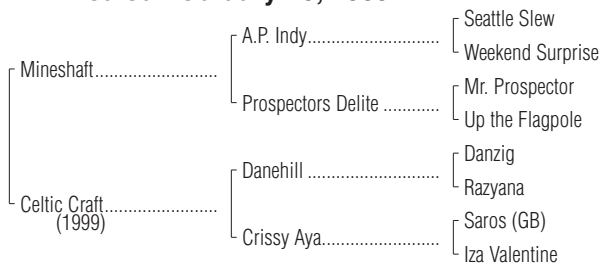 Seattle Slew
A.P. Indy
Weekend Surprise
Mineshaft
Mr. Prospector
Prospectors Delite
Up the Flagpole
Danzig
Danehill
Razyana
Celtic Craft
(1999)
Saros (GB)
Crissy Aya
Iza Valentine